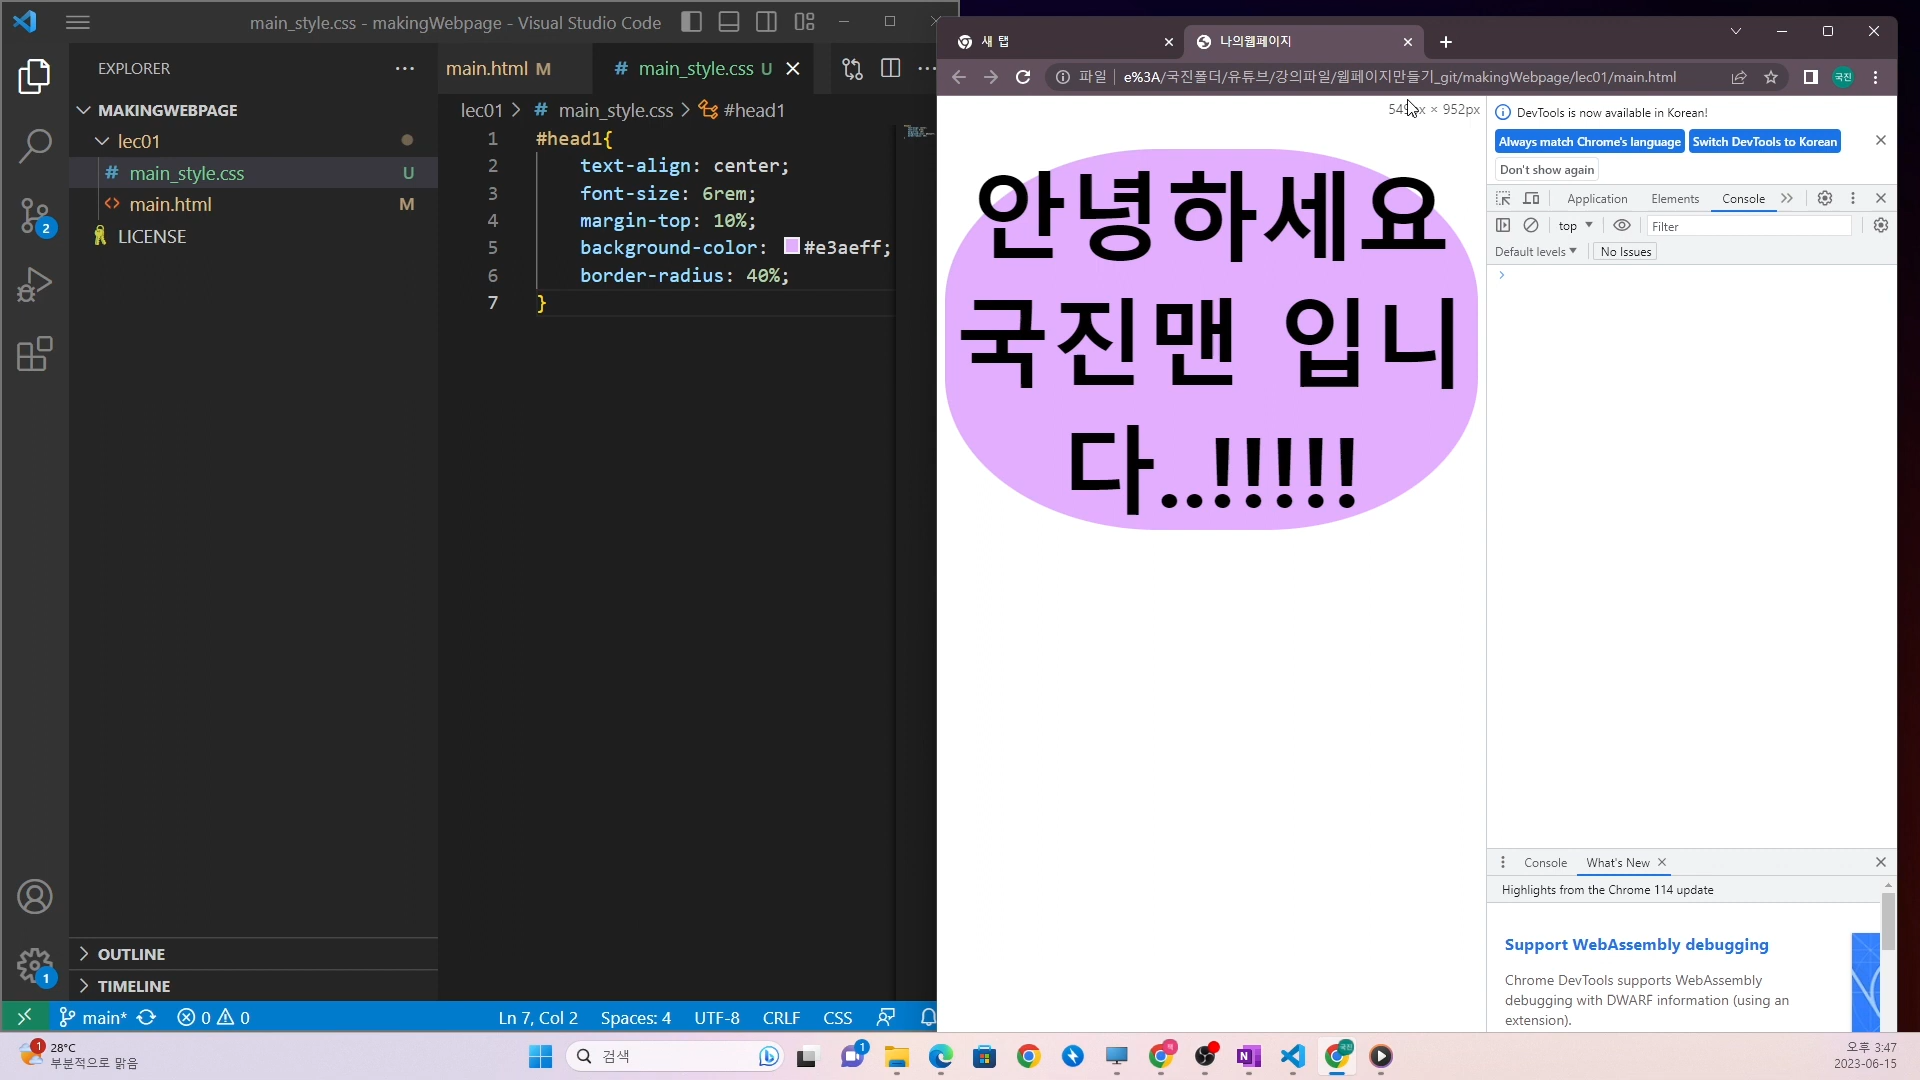 main_style.css - makingWebpage - Visual Studio Code
EXPLORER
MAKINGWEBPAGE
lec01
main_style.css U
main.html M
LICENSE
OUTLINE
TIMELINE
2
1
main.html M
# main_style.css U
lec01 > # main_style.css > #head1
1 #head1{
2 text-align: center;
3 font-size: 6rem;
4 margin-top: 10%;
5 background-color: #e3aeff;
6 border-radius: 40%;
7 }
main* 0 0
Ln 7, Col 2 Spaces: 4 UTF-8 CRLF CSS
새 탭
나의웹페이지
파일 e%3A/국진폴더/유튜브/강의파일/웹페이지만들기_git/makingWebpage/lec01/main.html
국진
× 952px
안녕하세요
국진맨 입니
다..!!!!!
DevTools is now available in Korean!
Always match Chrome's language Switch DevTools to Korean
Don't show again
Application Elements Console
top Filter
Default levels No Issues
Console What's New
Highlights from the Chrome 114 update
Support WebAssembly debugging
Chrome DevTools supports WebAssembly
debugging with DWARF information (using an
extension).
1
28°C
부분적으로 맑음
검색
1
오후 3:47
2023-06-15